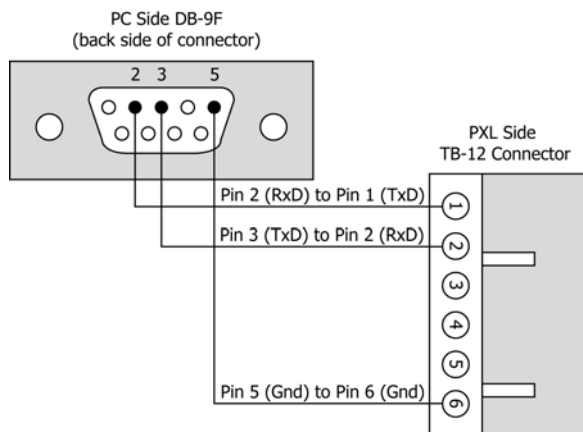 PC Side DB-9F
(back side of connector)
2 3 5
PXL Side
TB-12 Connector
Pin 2 (RxD) to Pin 1 (TxD)
1
Pin 3 (TxD) to Pin 2 (RxD)
2
3
4
5
Pin 5 (Gnd) to Pin 6 (Gnd)
6